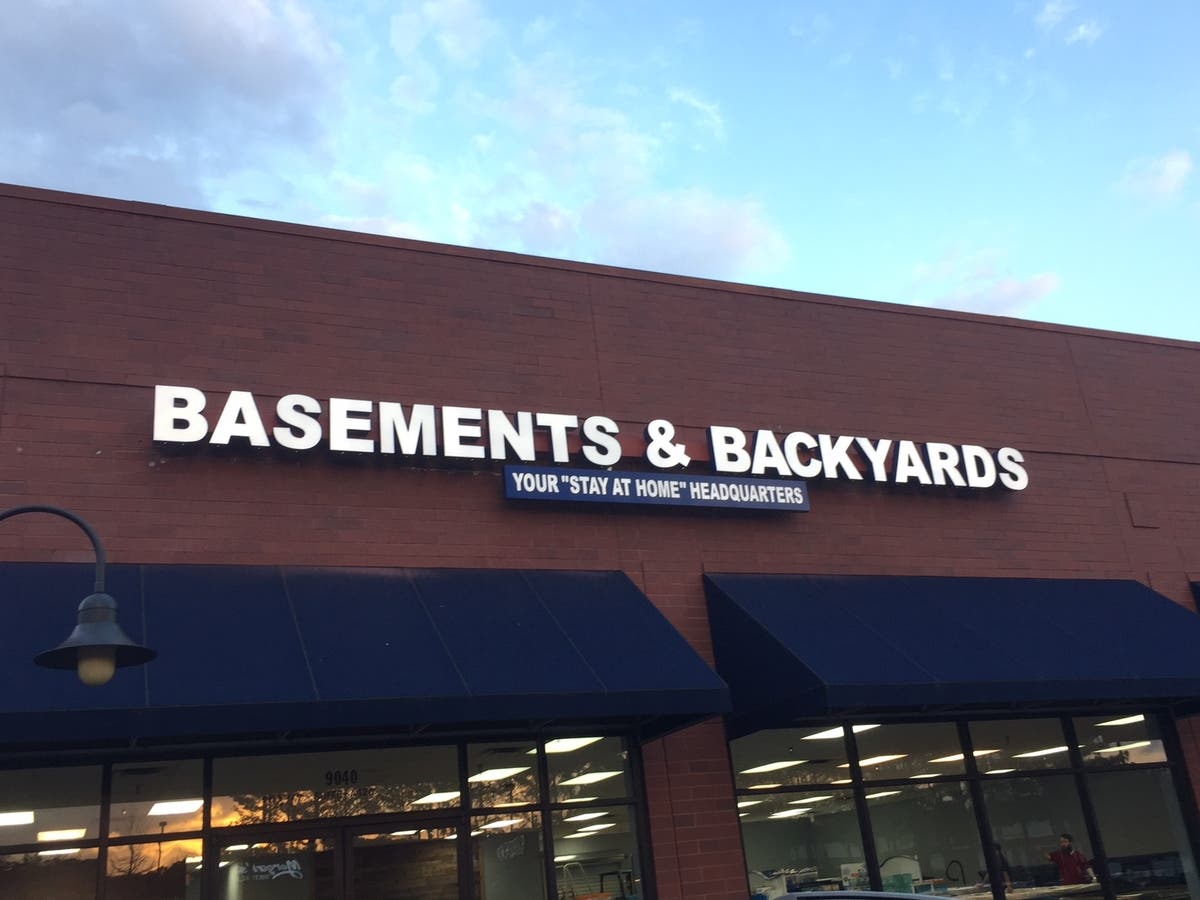 BASEMENTS & BACKYARDS
YOUR "STAY AT HOME" HEADQUARTERS
9040